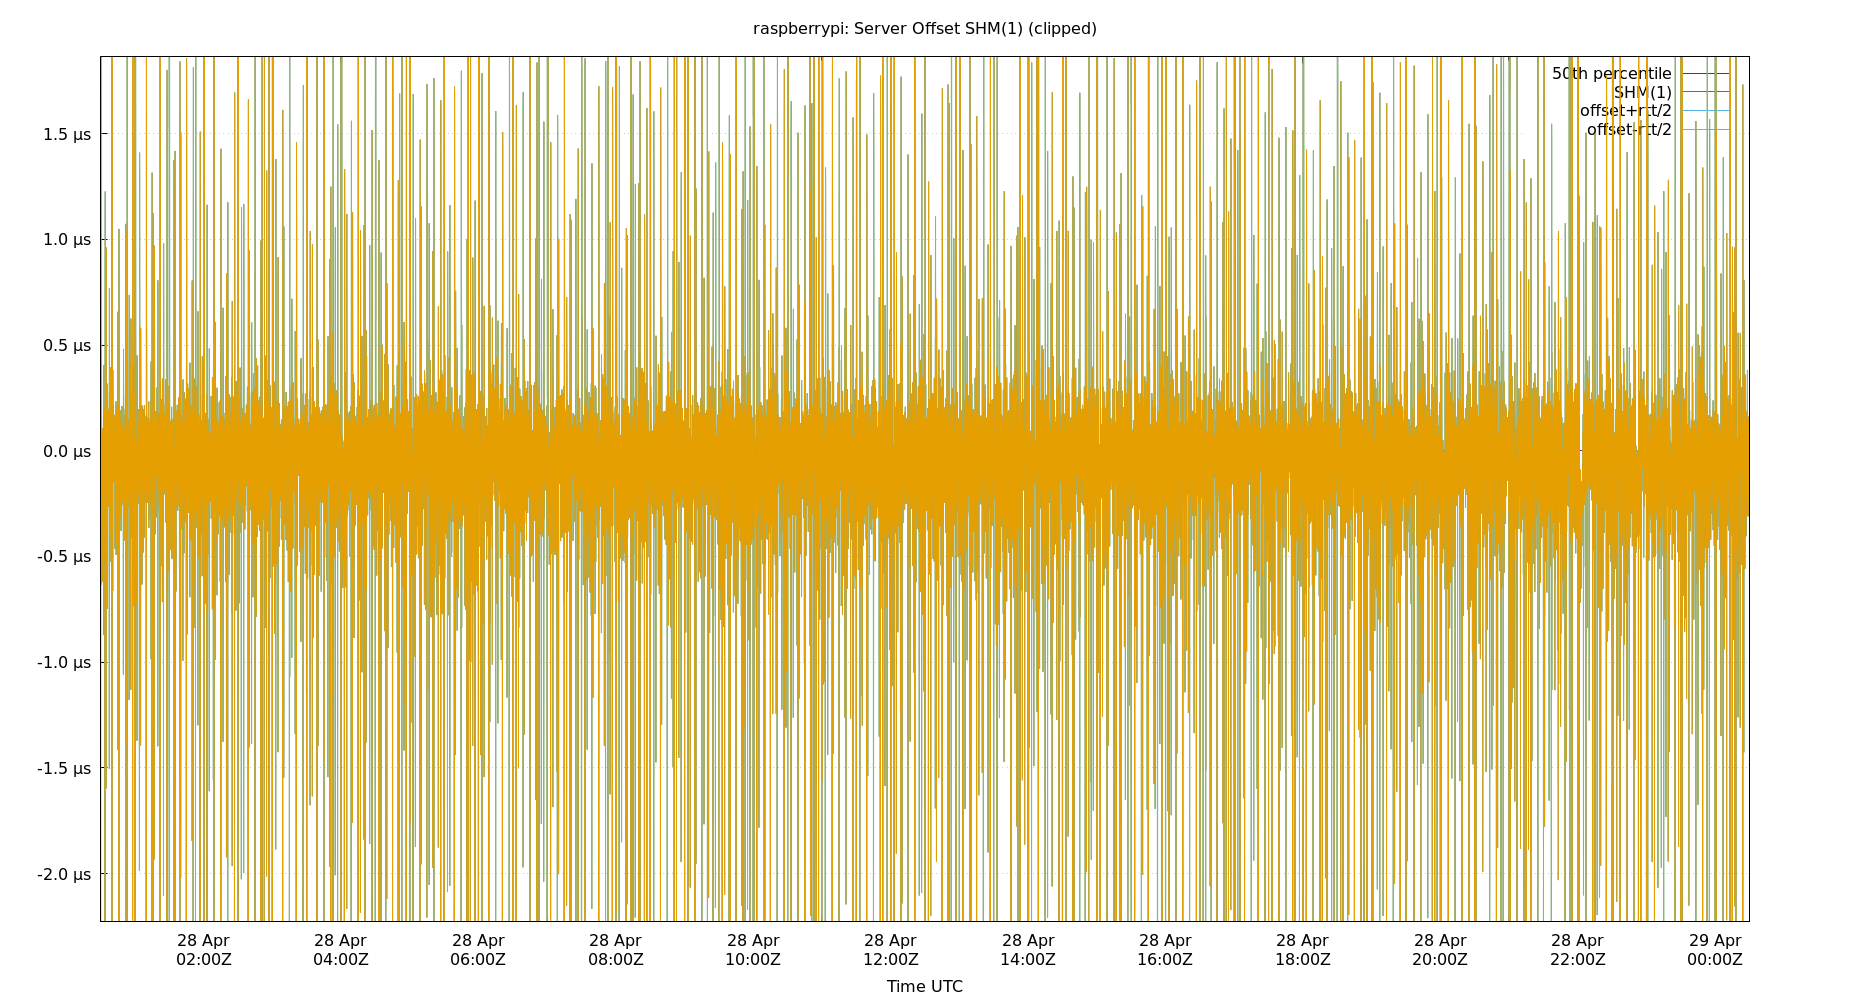 raspberrypi: Server Offset SHM(1) (clipped)
50th percentile
SHM(1)
offset+rtt/2
offset-rtt/2
1.5 µs
1.0 µs
0.5 µs
0.0 µs
-0.5 µs
-1.0 µs
-1.5 µs
-2.0 µs
28 Apr 28 Apr 28 Apr 28 Apr 28 Apr 28 Apr 28 Apr 28 Apr 28 Apr 28 Apr 28 Apr 29 Apr
02:00Z 04:00Z 06:00Z 08:00Z 10:00Z 12:00Z 14:00Z 16:00Z 18:00Z 20:00Z 22:00Z 00:00Z
Time UTC